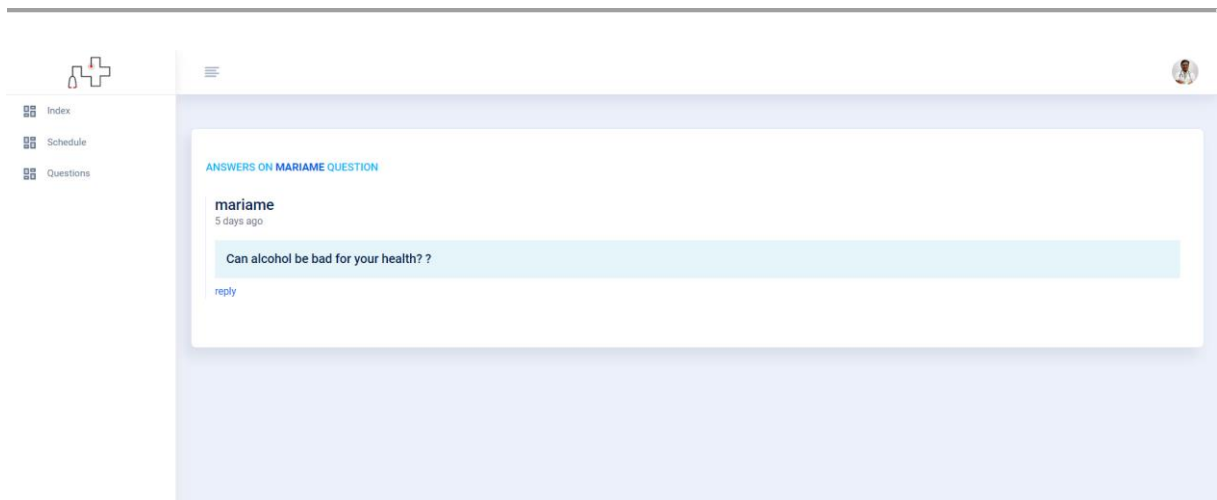 Index
Schedule
Questions
ANSWERS ON MARIAME QUESTION
mariame
5 days ago
Can alcohol be bad for your health? ?
reply